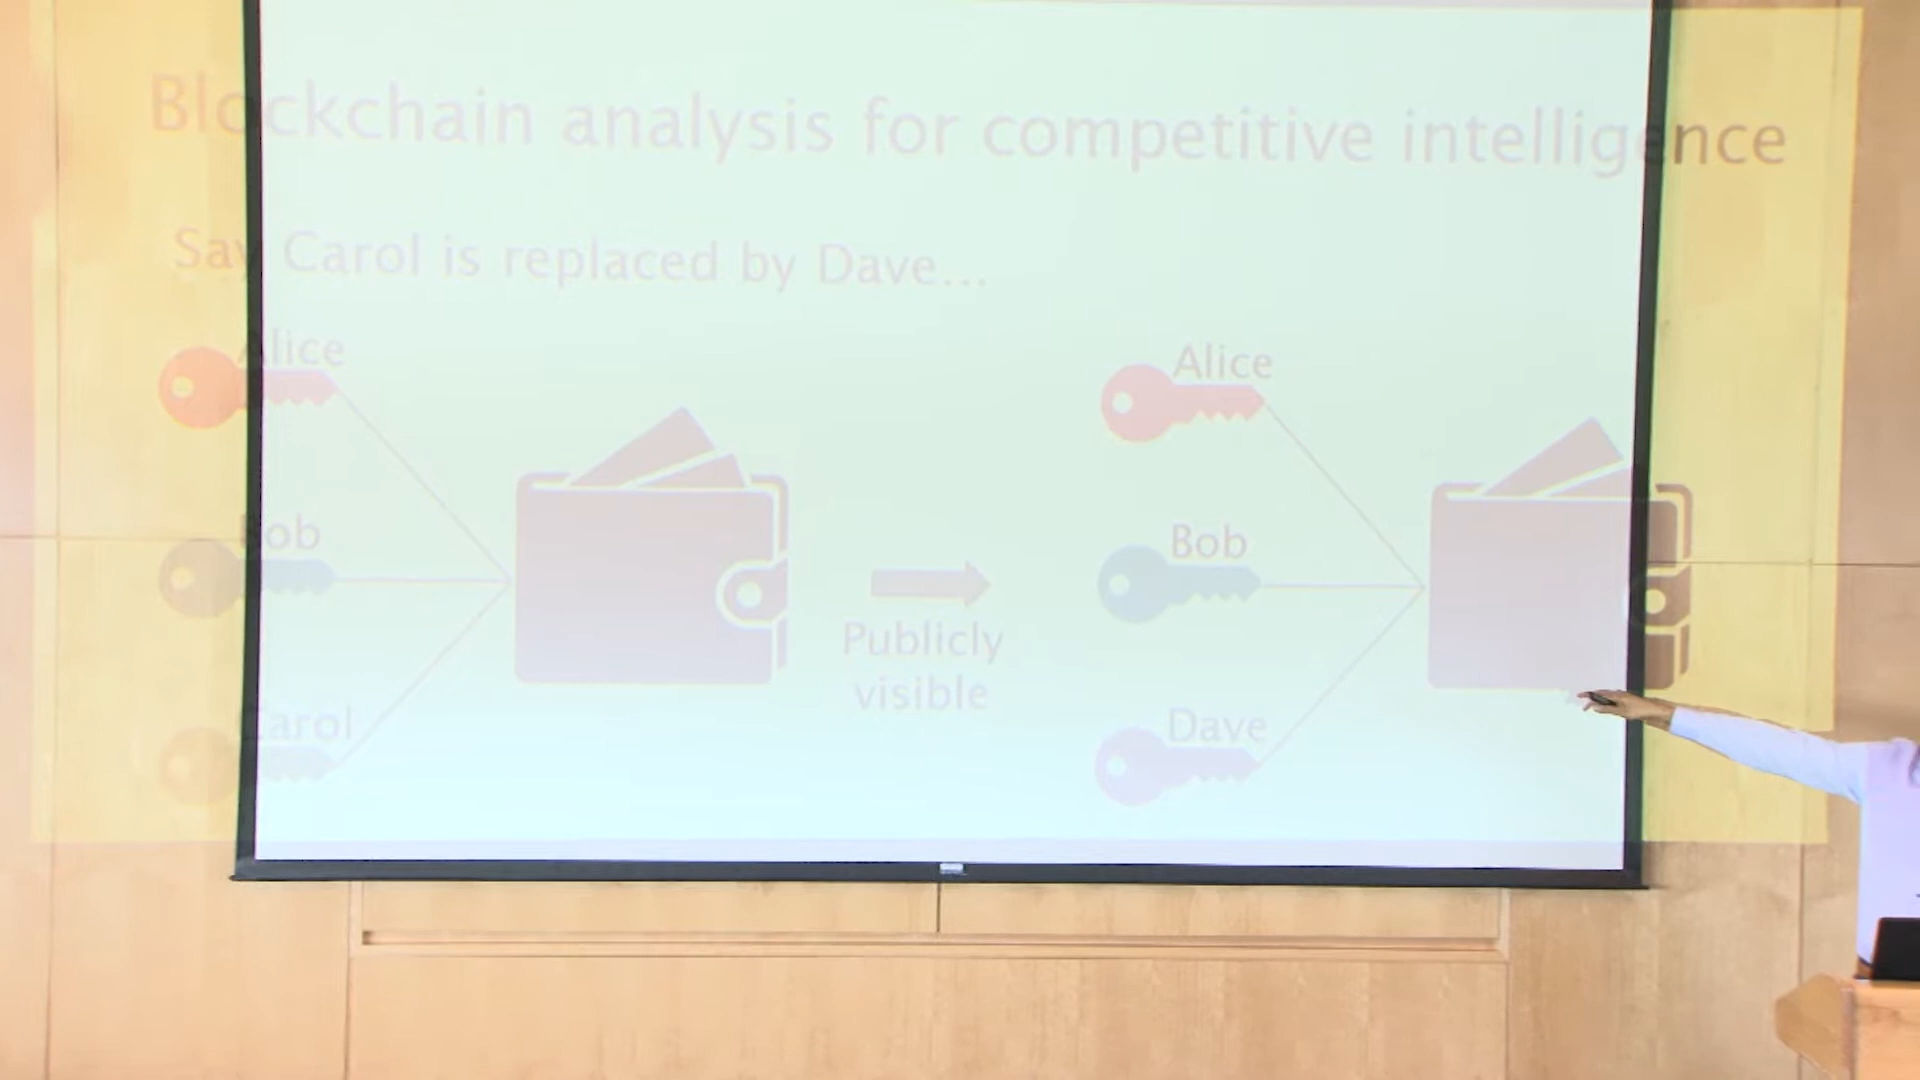 Blockchain analysis for competitive intelligence
Say Carol is replaced by Dave...
Alice
Alice
Bob
Bob
Publicly
visible
Carol
Dave